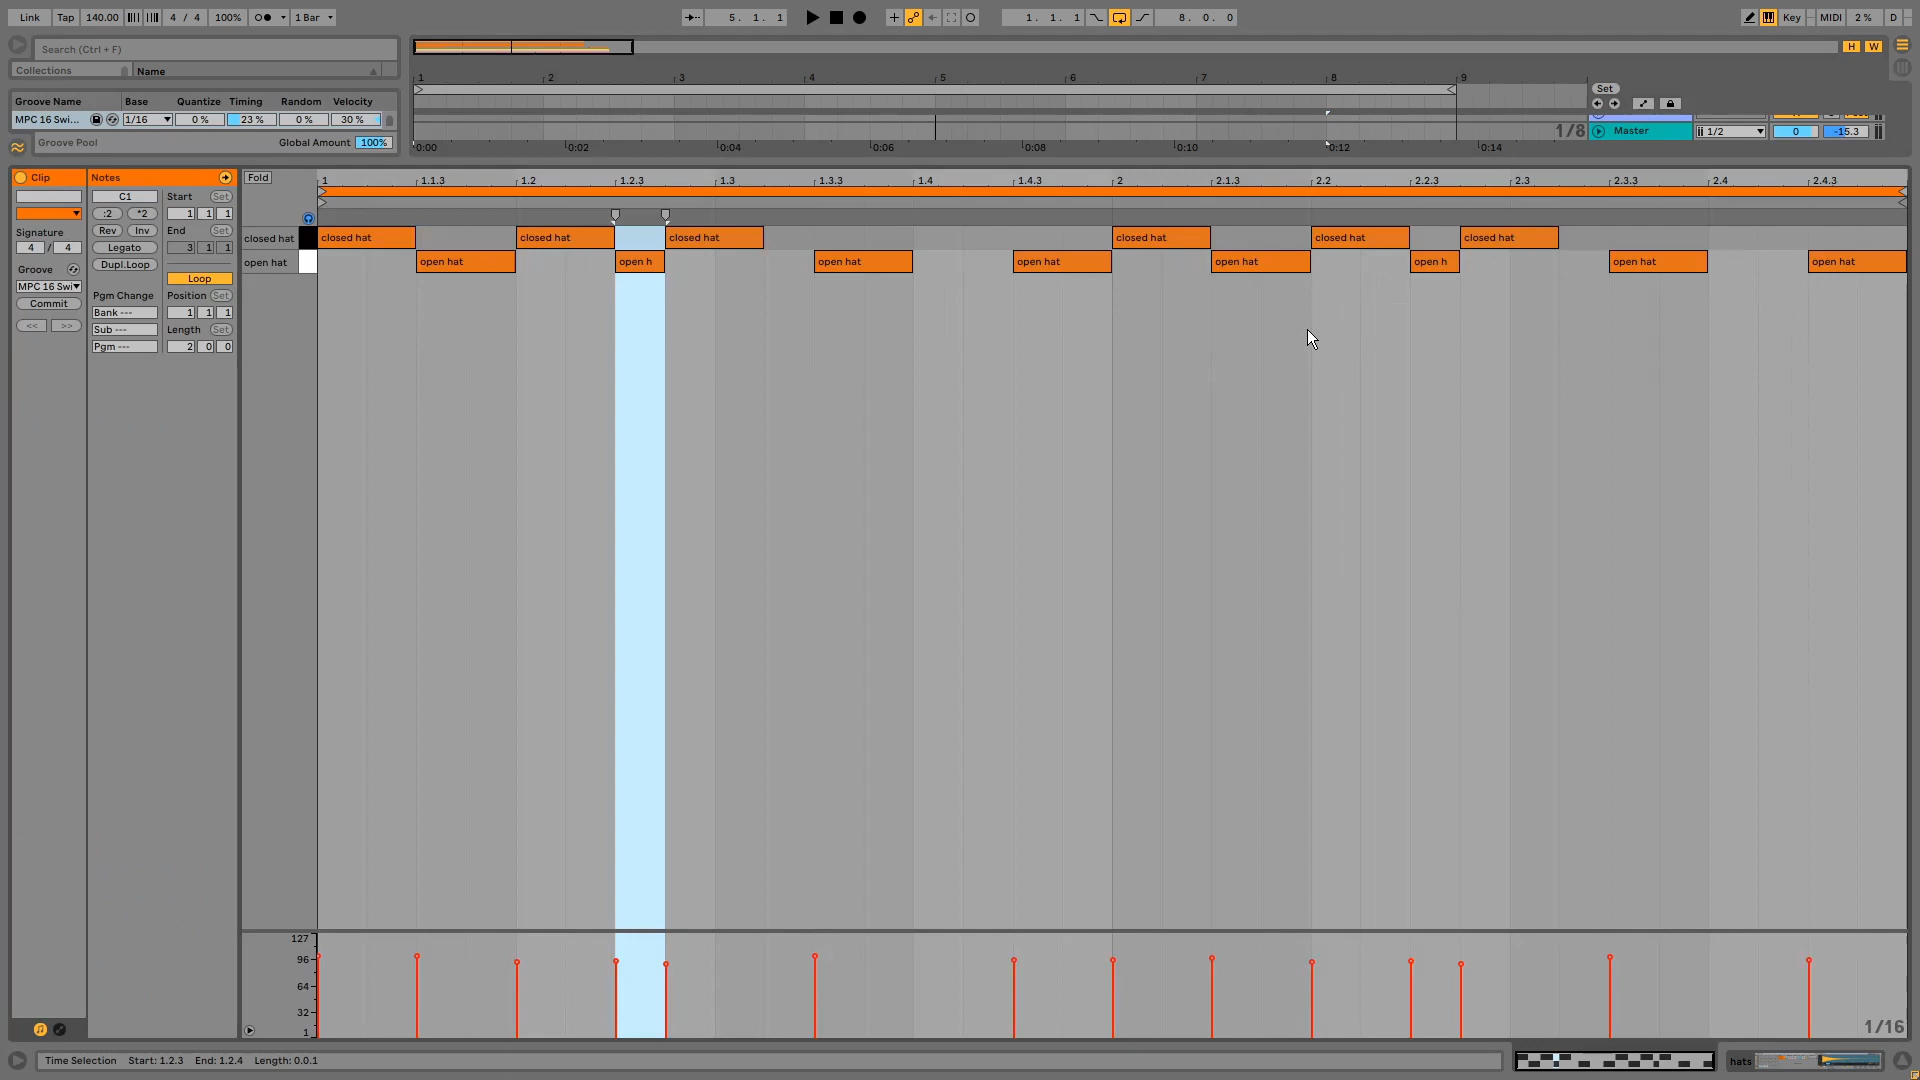 Link Tap 140.00 4 / 4 100% 1 Bar 5. 1. 1 1. 1. 1 8. 0. 0 Key MIDI 2 % D
Search (Ctrl + F)
H W
Collections Name
1 2 3 4 5 6 7 8 9
Set
Groove Name Base Quantize Timing Random Velocity
MPC 16 Swi... 1/16 0 % 23 % 0 % 30 %
Groove Pool Global Amount 100%
1/8
Master 1/2 0 -15.3
0:00 0:02 0:04 0:06 0:08 0:10 0:12 0:14
Clip Notes Fold
1 1.1.3 1.2 1.2.3 1.3 1.3.3 1.4 1.4.3 2 2.1.3 2.2 2.2.3 2.3 2.3.3 2.4 2.4.3
C1 Start Set
:2 *2 1 1 1
Signature Rev Inv End Set
4 / 4 Legato 3 1 1
Groove Dupl.Loop
Loop
MPC 16 Swi
Pgm Change Position Set
Commit Bank --- 1 1 1
<< >> Sub --- Length Set
Pgm --- 2 0 0
closed hat closed hat closed hat closed hat closed hat closed hat closed hat
open hat open hat open h open hat open hat open hat open h open hat open hat
127
96
64
32
1
1/16
Time Selection Start: 1.2.3 End: 1.2.4 Length: 0.0.1
hats